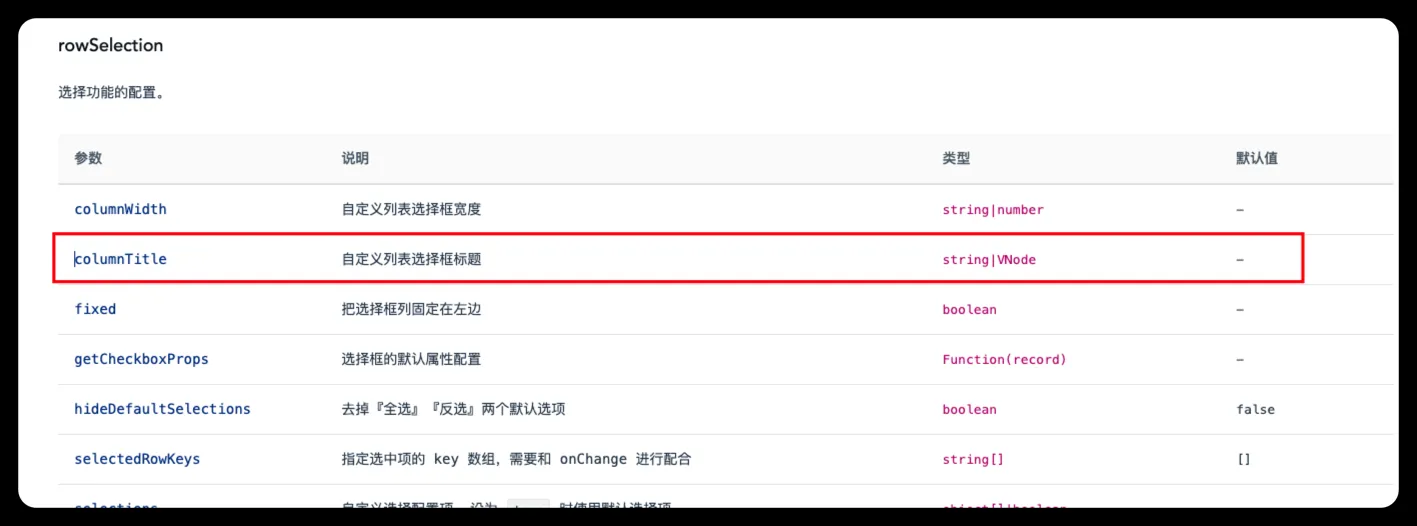 rowSelection
选择功能的配置。
参数 说明 类型 默认值
columnWidth 自定义列表选择框宽度 string|number –
columnTitle 自定义列表选择框标题 string|VNode –
fixed 把选择框列固定在左边 boolean –
getCheckboxProps 选择框的默认属性配置 Function(record) –
hideDefaultSelections 去掉『全选』『反选』两个默认选项 boolean false
selectedRowKeys 指定选中项的 key 数组，需要和 onChange 进行配合 string[] []
selections 自定义选择配置项，设为 时使用默认选择项 object[]|boolean